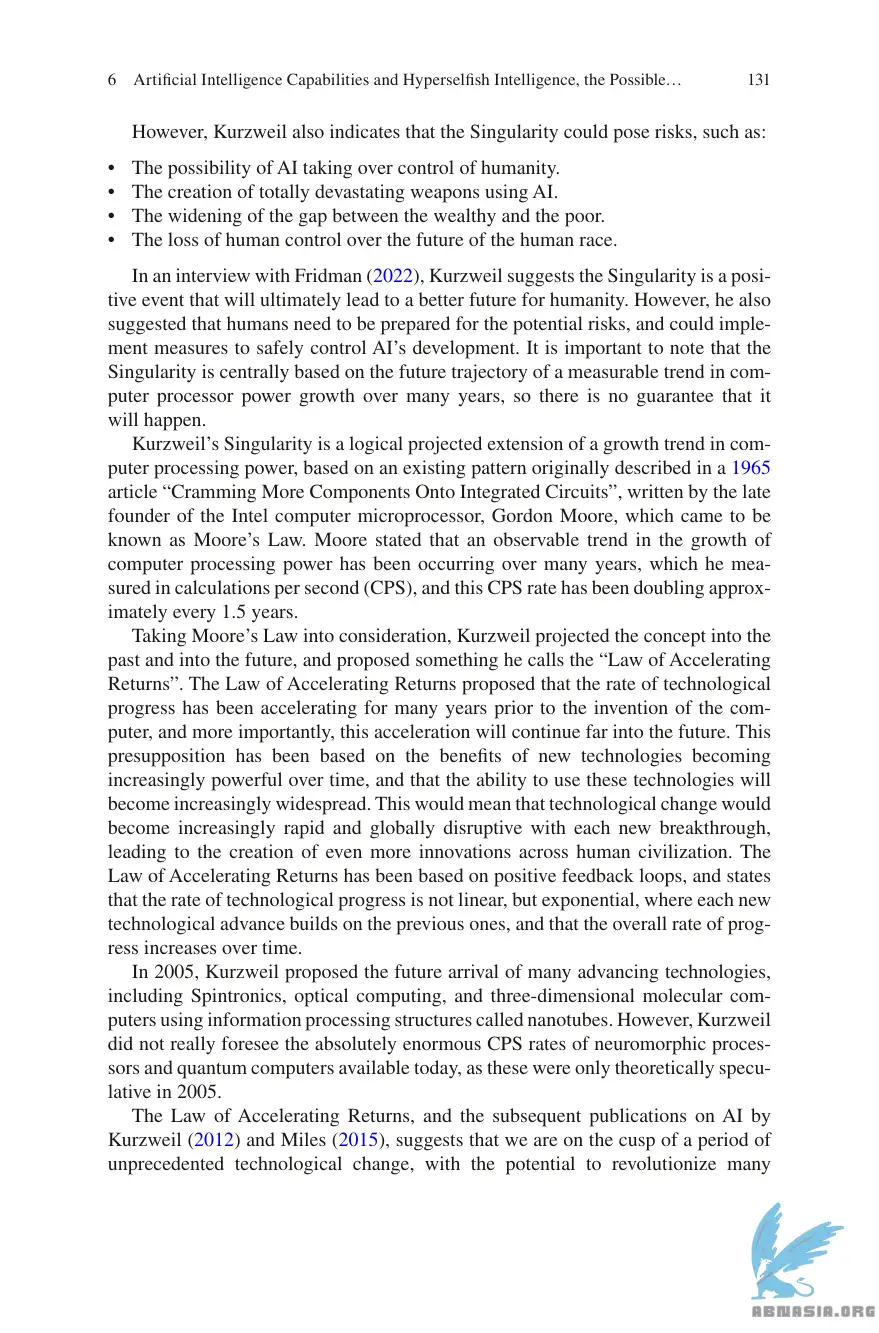 6 Artificial Intelligence Capabilities and Hyperselfish Intelligence, the Possible… 131
However, Kurzweil also indicates that the Singularity could pose risks, such as:
• The possibility of AI taking over control of humanity.
• The creation of totally devastating weapons using AI.
• The widening of the gap between the wealthy and the poor.
• The loss of human control over the future of the human race.
In an interview with Fridman (2022), Kurzweil suggests the Singularity is a posi-
tive event that will ultimately lead to a better future for humanity. However, he also
suggested that humans need to be prepared for the potential risks, and could imple-
ment measures to safely control AI’s development. It is important to note that the
Singularity is centrally based on the future trajectory of a measurable trend in com-
puter processor power growth over many years, so there is no guarantee that it
will happen.
Kurzweil’s Singularity is a logical projected extension of a growth trend in com-
puter processing power, based on an existing pattern originally described in a 1965
article “Cramming More Components Onto Integrated Circuits”, written by the late
founder of the Intel computer microprocessor, Gordon Moore, which came to be
known as Moore’s Law. Moore stated that an observable trend in the growth of
computer processing power has been occurring over many years, which he mea-
sured in calculations per second (CPS), and this CPS rate has been doubling approx-
imately every 1.5 years.
Taking Moore’s Law into consideration, Kurzweil projected the concept into the
past and into the future, and proposed something he calls the “Law of Accelerating
Returns”. The Law of Accelerating Returns proposed that the rate of technological
progress has been accelerating for many years prior to the invention of the com-
puter, and more importantly, this acceleration will continue far into the future. This
presupposition has been based on the benefits of new technologies becoming
increasingly powerful over time, and that the ability to use these technologies will
become increasingly widespread. This would mean that technological change would
become increasingly rapid and globally disruptive with each new breakthrough,
leading to the creation of even more innovations across human civilization. The
Law of Accelerating Returns has been based on positive feedback loops, and states
that the rate of technological progress is not linear, but exponential, where each new
technological advance builds on the previous ones, and that the overall rate of prog-
ress increases over time.
In 2005, Kurzweil proposed the future arrival of many advancing technologies,
including Spintronics, optical computing, and three-dimensional molecular com-
puters using information processing structures called nanotubes. However, Kurzweil
did not really foresee the absolutely enormous CPS rates of neuromorphic proces-
sors and quantum computers available today, as these were only theoretically specu-
lative in 2005.
The Law of Accelerating Returns, and the subsequent publications on AI by
Kurzweil (2012) and Miles (2015), suggests that we are on the cusp of a period of
unprecedented technological change, with the potential to revolutionize many
ABNASIA.ORG